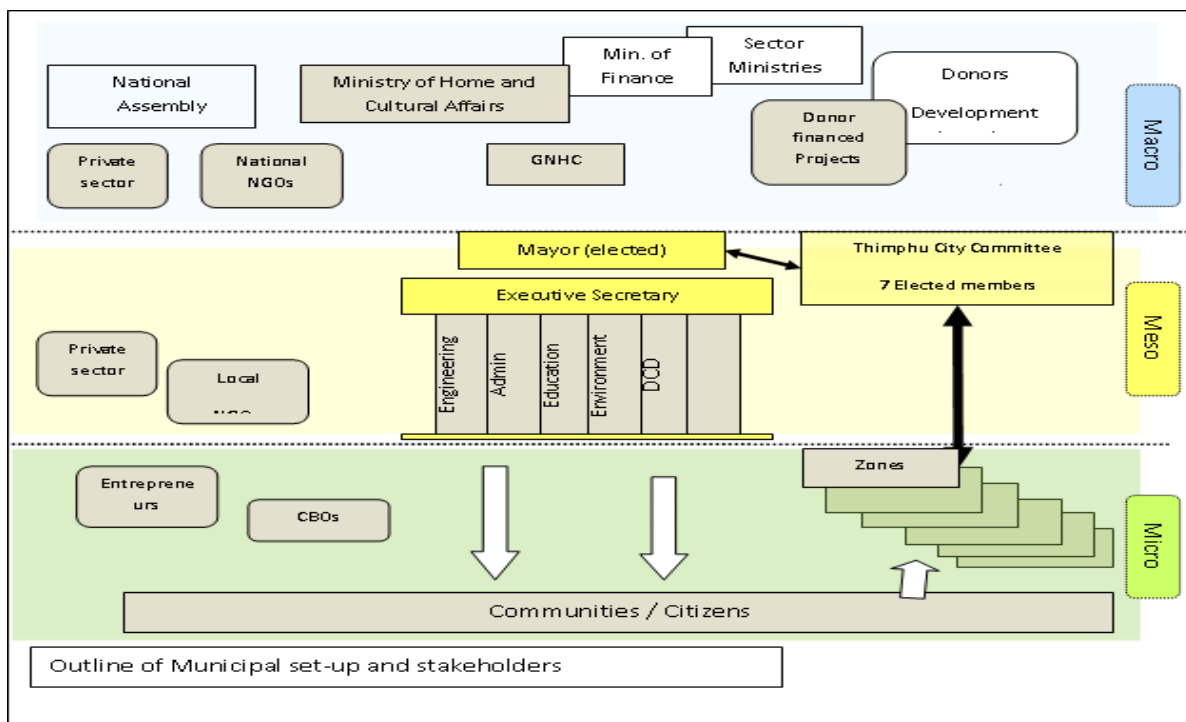 National
Assembly
Ministry of Home and
Cultural Affairs
Min. of
Finance
Sector
Ministries
Donors
Development
Donor
financed
Projects
Private
sector
National
NGOs
GNHC
Macro
Mayor (elected)
Thimphu City Committee
7 Elected members
Executive Secretary
Engineering
Admin
Education
Environment
DCD
Private
sector
Local
Meso
Entreprene
urs
CBOs
Zones
Micro
Communities / Citizens
Outline of Municipal set-up and stakeholders